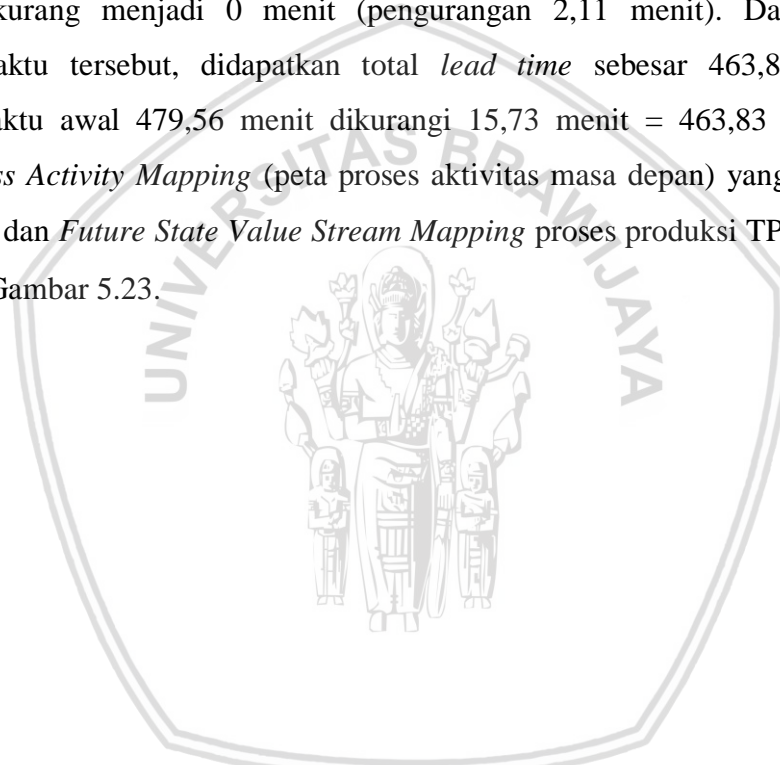 kurang menjadi 0 menit (pengurangan 2,11 menit). Da
aktu tersebut, didapatkan total lead time sebesar 463,8
aktu awal 479,56 menit dikurangi 15,73 menit = 463,83
ss Activity Mapping (peta proses aktivitas masa depan) yang
dan Future State Value Stream Mapping proses produksi TP
Gambar 5.23.
UNIVERSITAS BRAWIJAYA